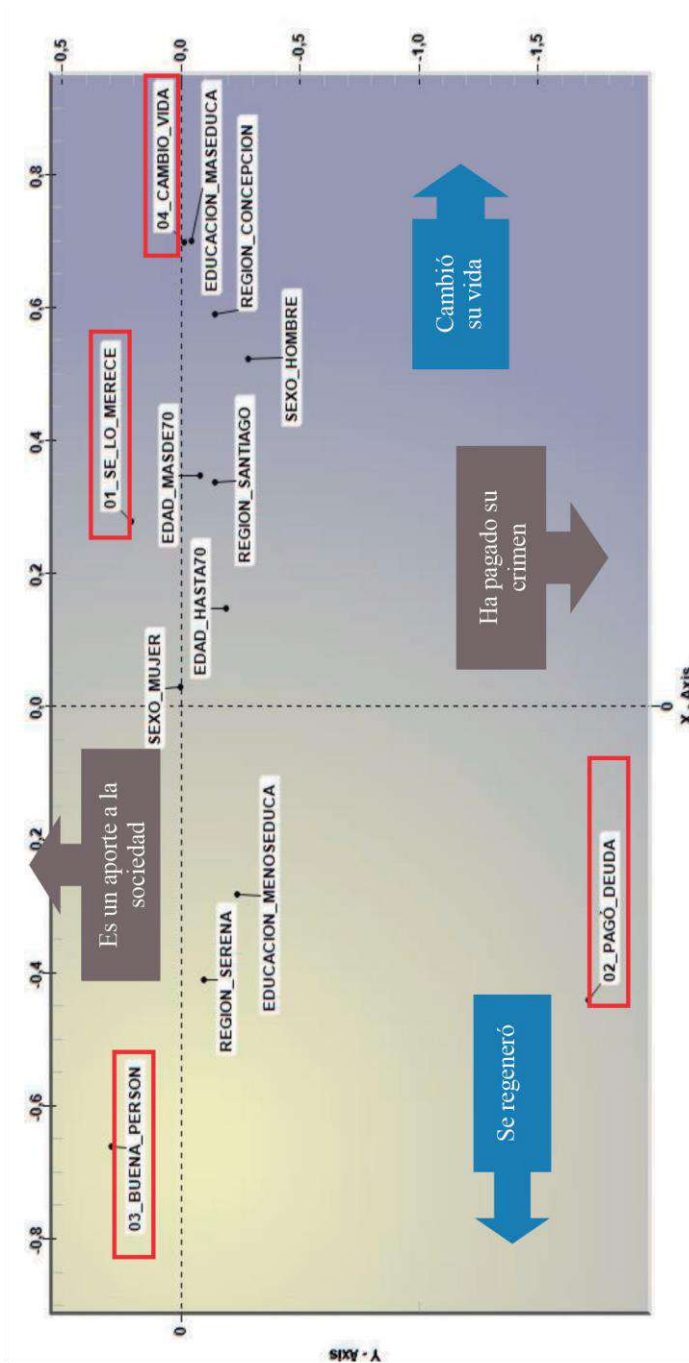 0,5
0,0
-0,5
-1,0
-1,5
-0,8
-0,6
-0,4
0,2
0,0
0,2
0,4
0,6
0,8
Es un aporte a la
sociedad
03_BUENA_PERSON
01_SE_LO_MERECE
04_CAMBIO_VIDA
SEXO_MUJER
EDAD_MASDE70
EDUCACION_MASEDUCA
REGION_SERENA
EDAD_HASTA70
REGION_SANTIAGO
REGION_CONCEPCION
EDUCACION_MENOSEDUCA
SEXO_HOMBRE
Se regeneró
Ha pagado su
crimen
Cambió
su vida
02_PAGÓ_DEUDA
0
Y - Axis
0
X - Axis